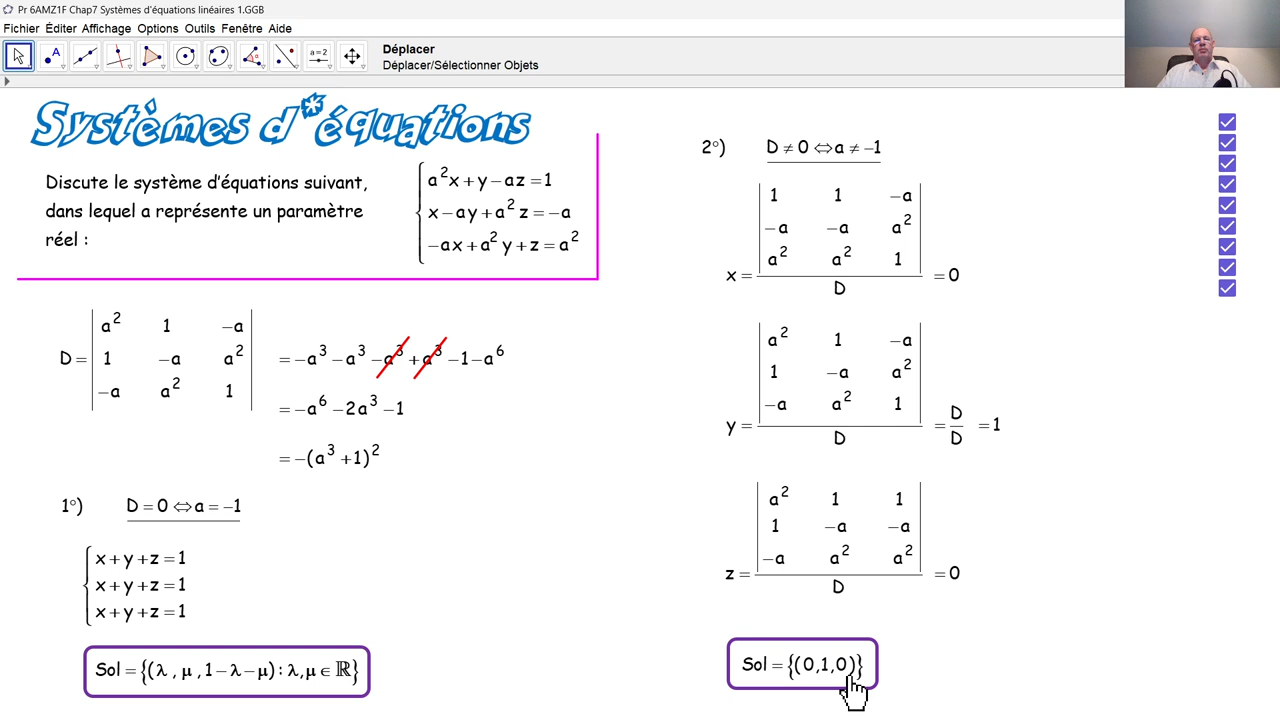 Pr 6AMZ1F Chap7 Systèmes d'équations linéaires 1.GGB
Fichier Éditer Affichage Options Outils Fenêtre Aide
A
a=2
Déplacer
Déplacer/Sélectionner Objets
Systèmes d*équations
Discute le système d'équations suivant,
dans lequel a représente un paramètre
réel :
a²x + y − az = 1
x − ay + a² z = −a
−ax + a² y + z = a²
D = | a² 1 −a | = −a³ − a³ − a³ + a³ − 1 − a⁶
| 1 −a a² |
| −a a² 1 |
= −a⁶ − 2a³ − 1
= −(a³ + 1)²
1°) D = 0 ⇔ a = −1
x + y + z = 1
x + y + z = 1
x + y + z = 1
Sol = {(λ , μ , 1 − λ − μ) : λ, μ ∈ ℝ}
2°) D ≠ 0 ⇔ a ≠ −1
1 1 −a
−a −a a²
a² a² 1
x = = 0
D
a² 1 −a
1 −a a²
−a a² 1
y = = D/D = 1
D
a² 1 1
1 −a −a
−a a² a²
z = = 0
D
Sol = {(0,1,0)}